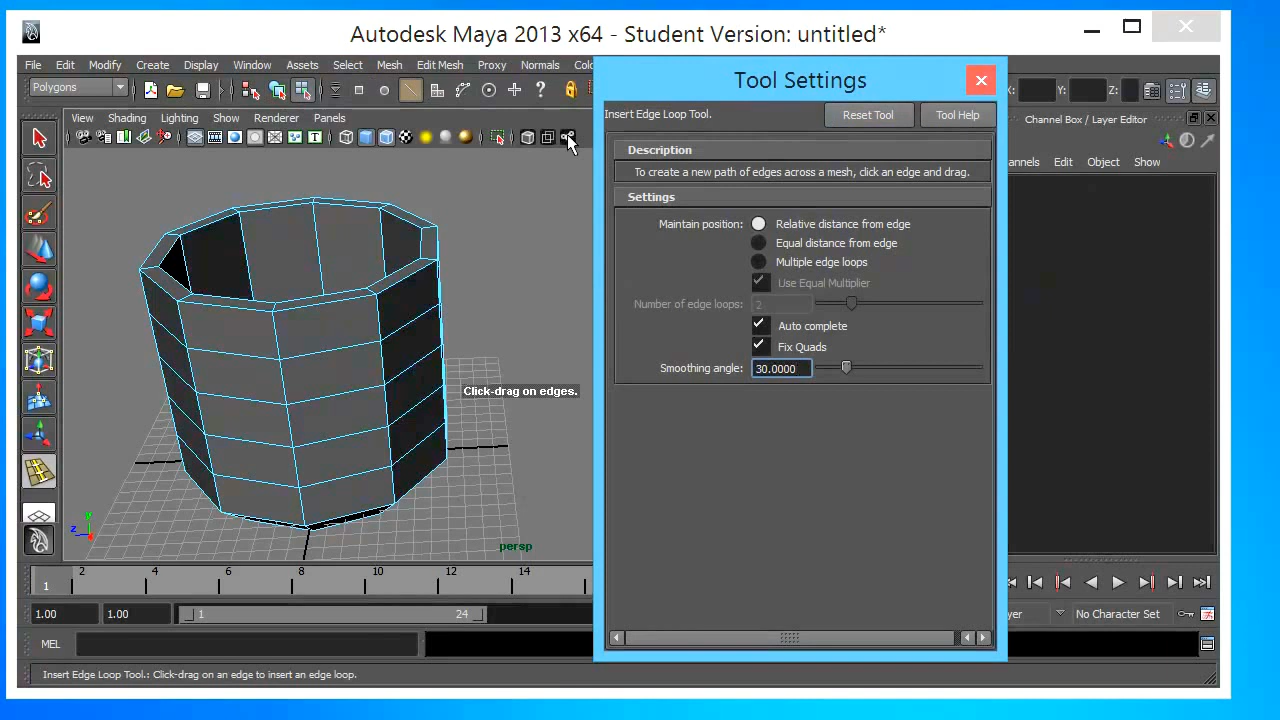 Autodesk Maya 2013 x64 - Student Version: untitled*
File Edit Modify Create Display Window Assets Select Mesh Edit Mesh Proxy Normals
Polygons
X: Y: Z:
View Shading Lighting Show Renderer Panels
Tool Settings
Insert Edge Loop Tool. Reset Tool Tool Help
Description
To create a new path of edges across a mesh, click an edge and drag.
Settings
Maintain position: Relative distance from edge
Equal distance from edge
Multiple edge loops
Use Equal Multiplier
Number of edge loops: 2
Auto complete
Fix Quads
Smoothing angle: 30.0000
Channel Box / Layer Editor
Edit Object Show
Click-drag on edges.
y
z
persp
1 2 4 6 8 10 12 14
1.00 1.00 1 24 No Character Set
MEL
Insert Edge Loop Tool.: Click-drag on an edge to insert an edge loop.